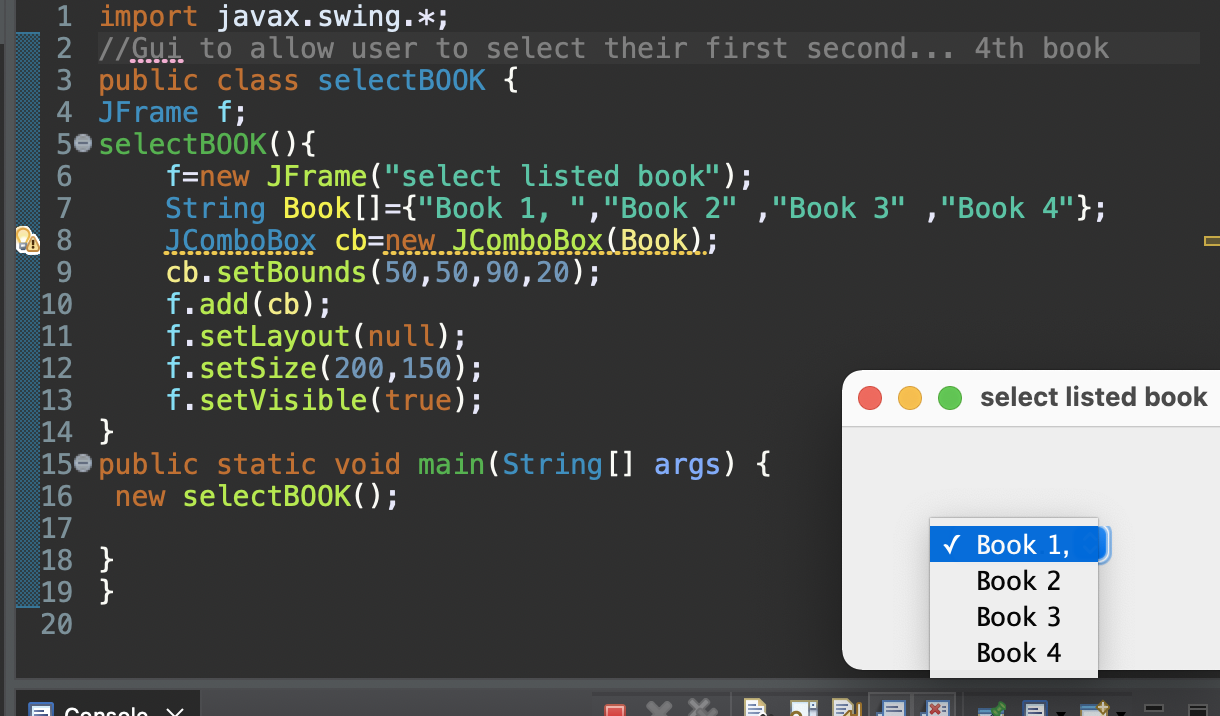 1 import javax.swing.*;
2 //Gui to allow user to select their first second... 4th book
3 public class selectBOOK {
4 JFrame f;
5 selectBOOK(){
6 f=new JFrame("select listed book");
7 String Book[]={"Book 1, ","Book 2" ,"Book 3" ,"Book 4"};
8 JComboBox cb=new JComboBox(Book);
9 cb.setBounds(50,50,90,20);
10 f.add(cb);
11 f.setLayout(null);
12 f.setSize(200,150);
13 f.setVisible(true);
14 }
15 public static void main(String[] args) {
16 new selectBOOK();
17
18 }
19 }
20
select listed book
✓ Book 1,
Book 2
Book 3
Book 4
Console